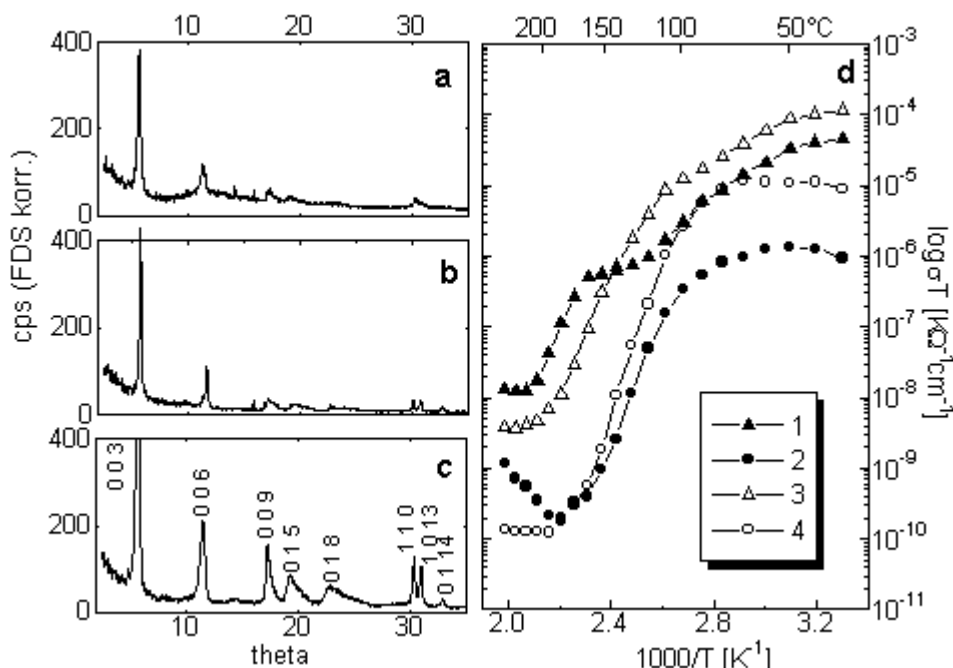 10 20 30
200 150 100 50°C
400
200
0
a
400
200
0
b
400
200
0
c
0 0 3
0 0 6
0 0 9
0 1 5
0 1 8
1 1 0
1 0 13
0 1 14
cps (FDS korr.)
10 20 30
theta
d
10⁻³
10⁻⁴
10⁻⁵
10⁻⁶
10⁻⁷
10⁻⁸
10⁻⁹
10⁻¹⁰
10⁻¹¹
logσT [KΩ⁻¹cm⁻¹]
1
2
3
4
2.0 2.4 2.8 3.2
1000/T [K⁻¹]